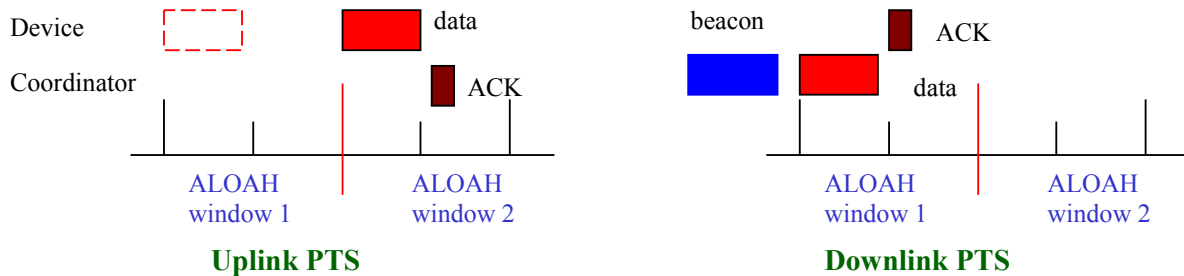 Device
data
Coordinator
ACK
ALOAH
window 1
ALOAH
window 2
Uplink PTS
beacon
ACK
data
ALOAH
window 1
ALOAH
window 2
Downlink PTS